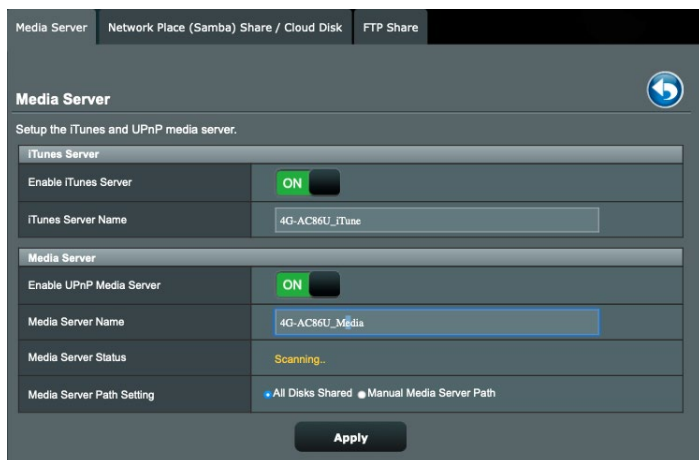 Media Server Network Place (Samba) Share / Cloud Disk FTP Share
Media Server
Setup the iTunes and UPnP media server.
iTunes Server
Enable iTunes Server ON
iTunes Server Name 4G-AC86U_iTune
Media Server
Enable UPnP Media Server ON
Media Server Name 4G-AC86U_Media
Media Server Status Scanning..
Media Server Path Setting All Disks Shared Manual Media Server Path
Apply